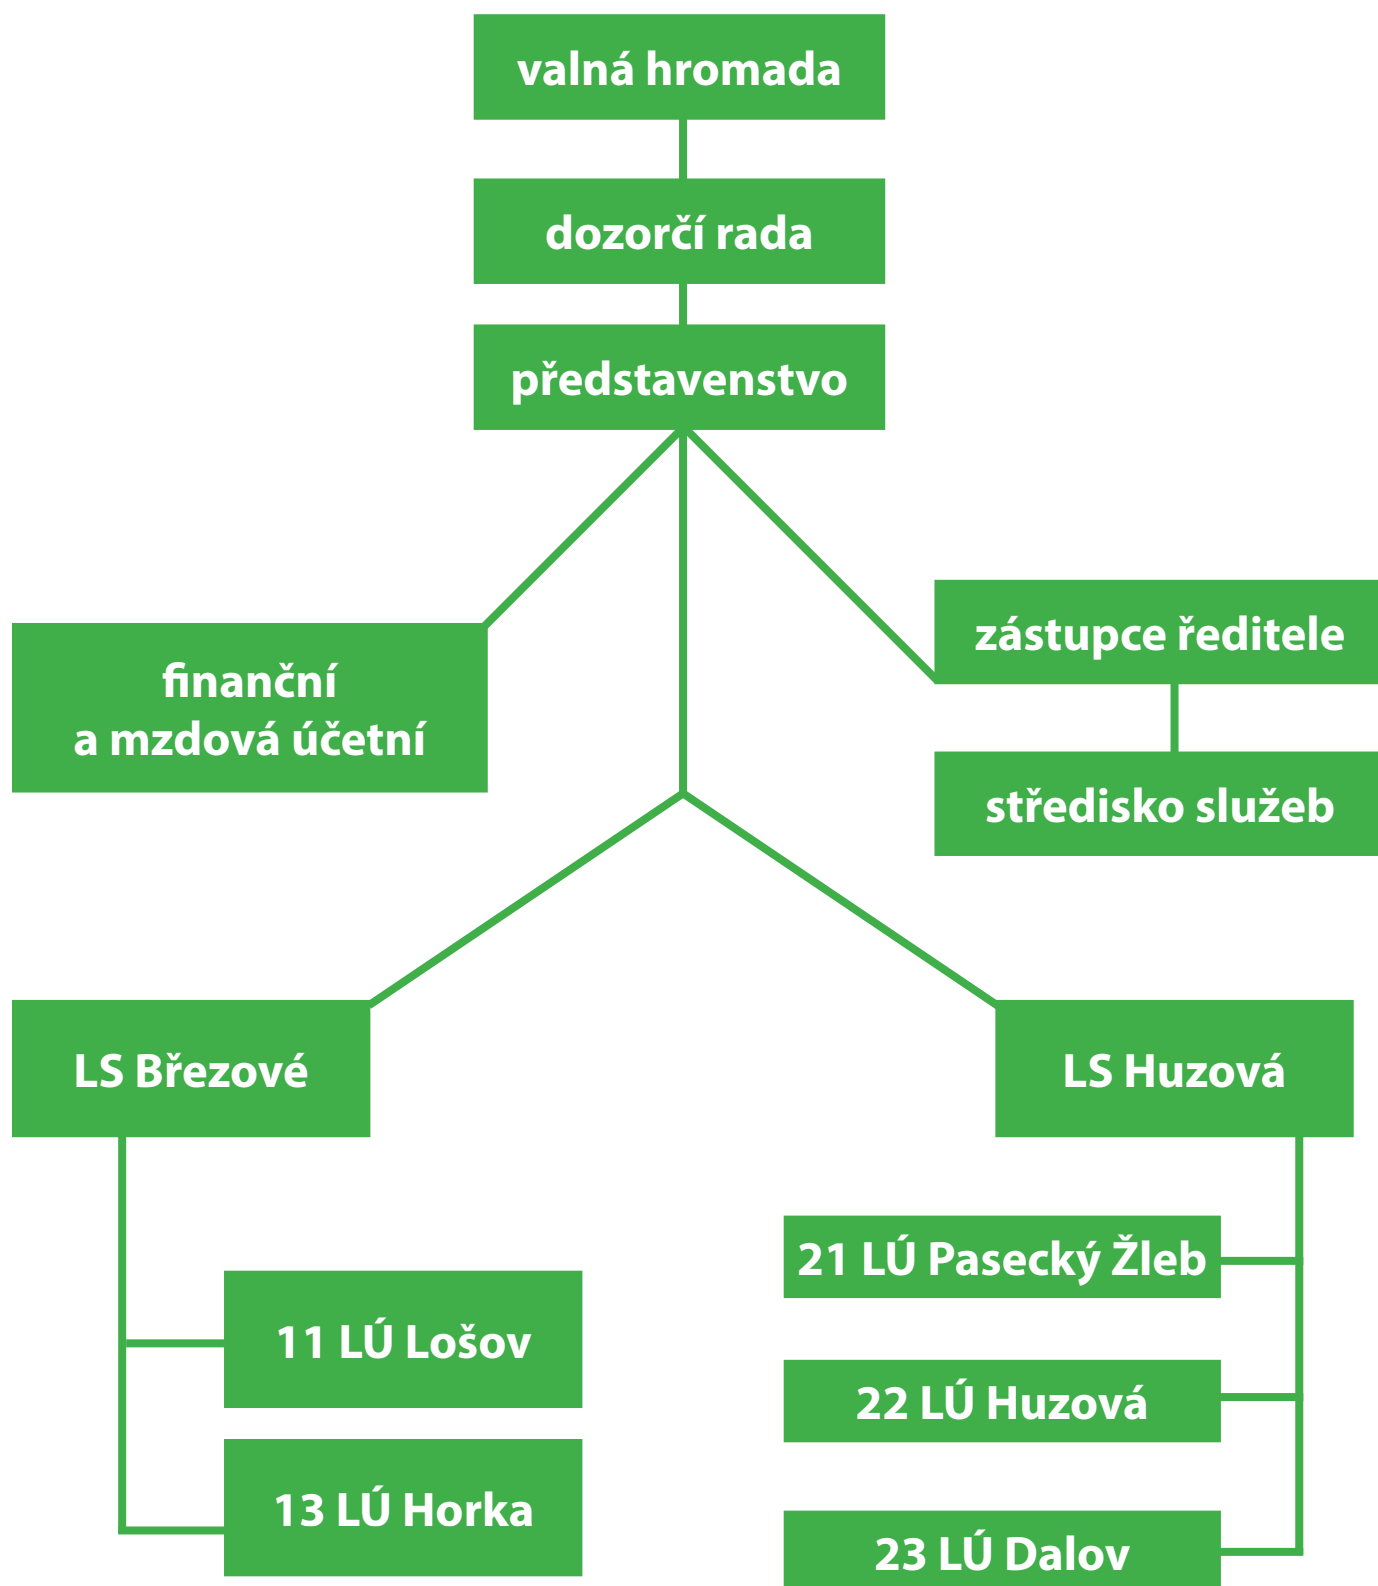 valná hromada
dozorčí rada
představenstvo
finanční
a mzdová účetní
zástupce ředitele
středisko služeb
LS Březové
11 LÚ Lošov
13 LÚ Horka
LS Huzová
21 LÚ Pasecký Žleb
22 LÚ Huzová
23 LÚ Dalov